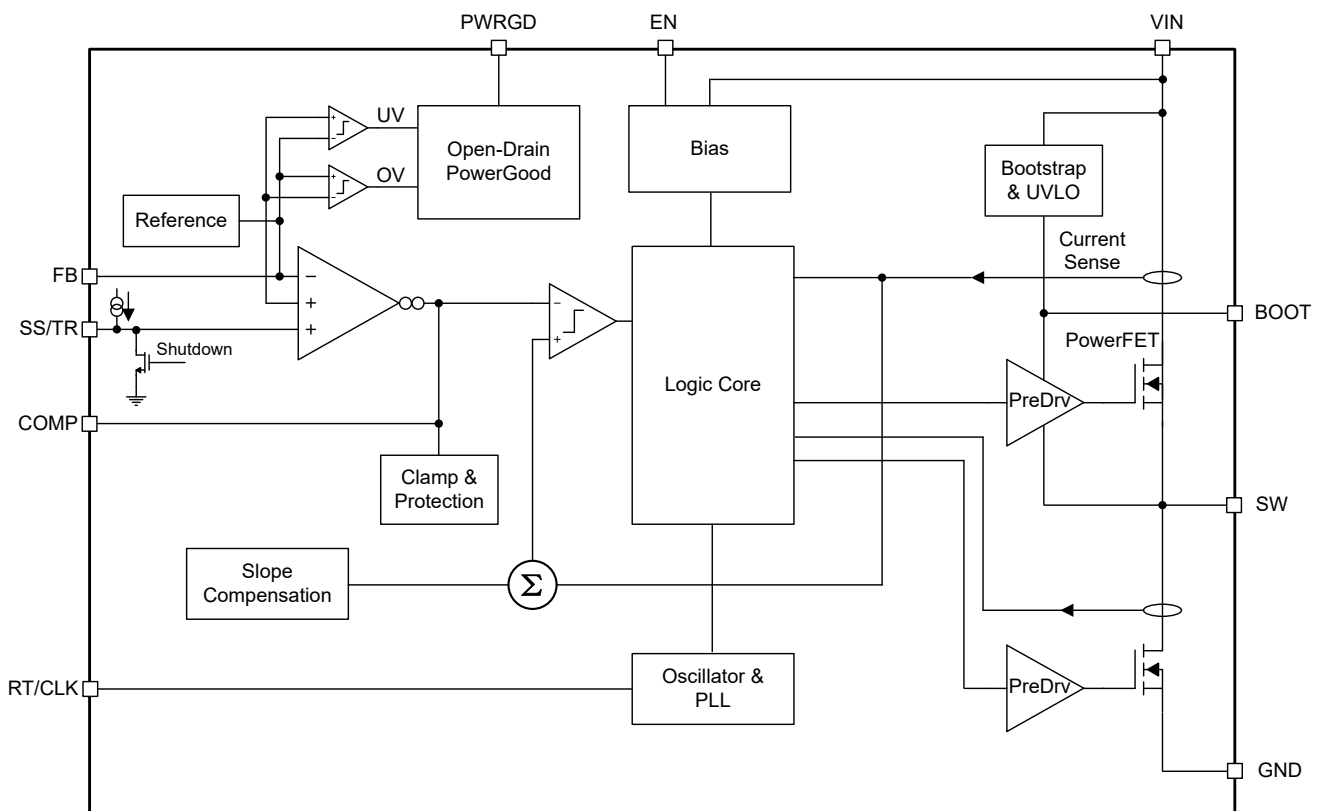 PWRGD
EN
VIN
UV
OV
Open-Drain
PowerGood
Bias
Bootstrap
& UVLO
Reference
Current
Sense
FB
−
+
+
SS/TR
Shutdown
−
+
+
−
+
−
BOOT
PowerFET
Logic Core
PreDrv
COMP
Clamp &
Protection
SW
Slope
Compensation
Σ
RT/CLK
Oscillator &
PLL
PreDrv
GND